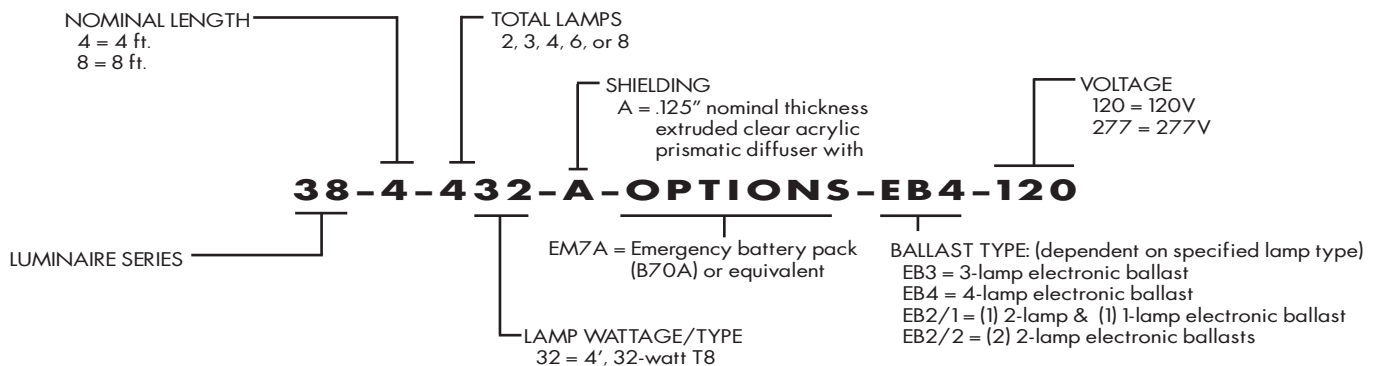 NOMINAL LENGTH
4 = 4 ft.
8 = 8 ft.
TOTAL LAMPS
2, 3, 4, 6, or 8
SHIELDING
A = .125" nominal thickness
extruded clear acrylic
prismatic diffuser with
VOLTAGE
120 = 120V
277 = 277V
38-4-432-A-OPTIONS-EB4-120
LUMINAIRE SERIES
EM7A = Emergency battery pack
(B70A) or equivalent
LAMP WATTAGE/TYPE
32 = 4', 32-watt T8
BALLAST TYPE: (dependent on specified lamp type)
EB3 = 3-lamp electronic ballast
EB4 = 4-lamp electronic ballast
EB2/1 = (1) 2-lamp & (1) 1-lamp electronic ballast
EB2/2 = (2) 2-lamp electronic ballasts